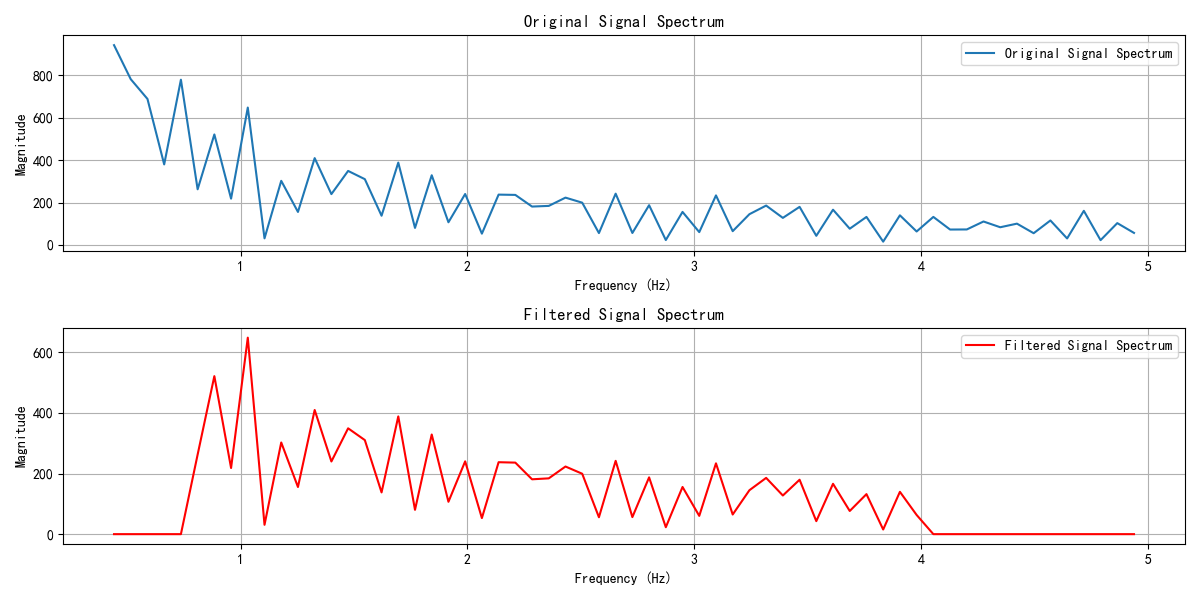 Original Signal Spectrum
Original Signal Spectrum
Magnitude
800
600
400
200
0
1 2 3 4 5
Frequency (Hz)
Filtered Signal Spectrum
Filtered Signal Spectrum
Magnitude
600
400
200
0
1 2 3 4 5
Frequency (Hz)